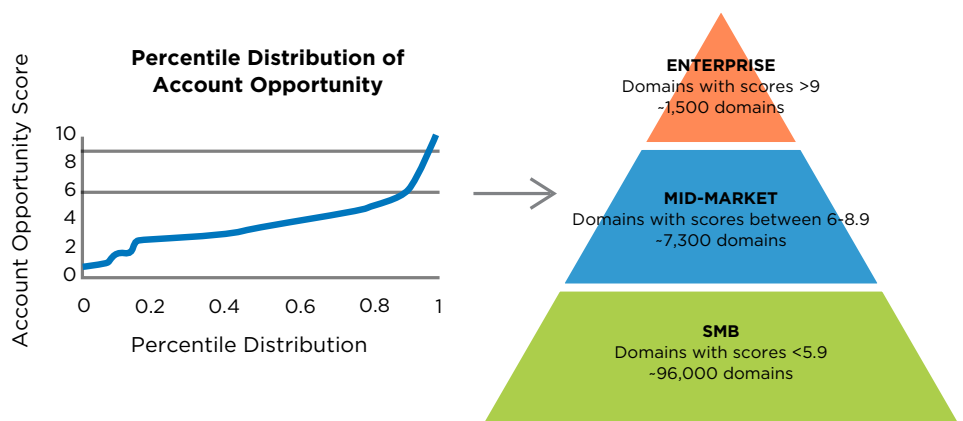 Percentile Distribution of
Account Opportunity
Account Opportunity Score
10
8
6
4
2
0
0 0.2 0.4 0.6 0.8 1
Percentile Distribution
ENTERPRISE
Domains with scores >9
~1,500 domains
MID-MARKET
Domains with scores between 6-8.9
~7,300 domains
SMB
Domains with scores <5.9
~96,000 domains